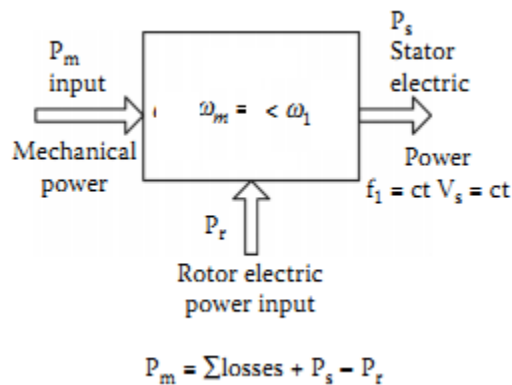 P_m
input
Mechanical
power
ω_m = < ω_1
P_s
Stator
electric
Power
f_1 = ct V_s = ct
P_r
Rotor electric
power input
P_m = ∑losses + P_s − P_r